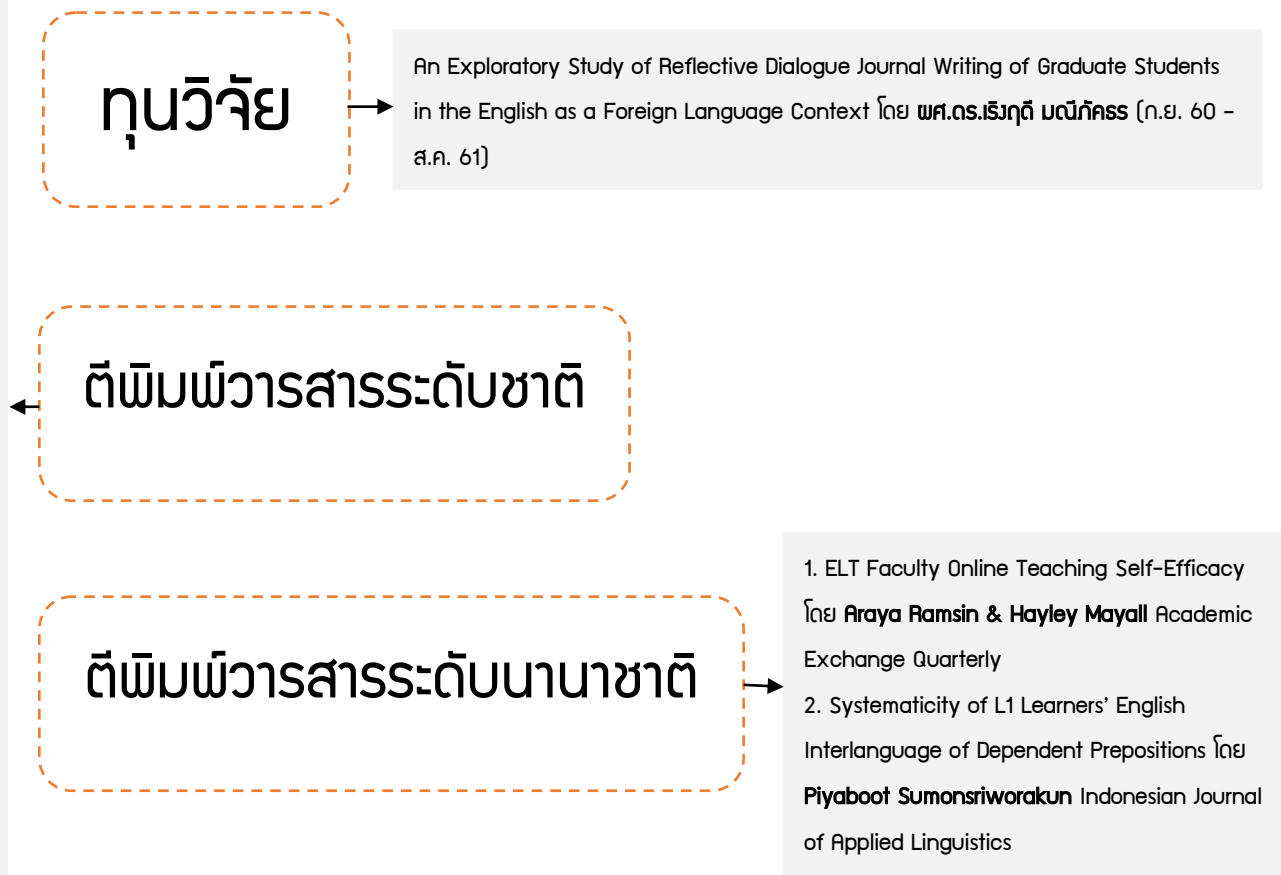 ทุนวิจัย
An Exploratory Study of Reflective Dialogue Journal Writing of Graduate Students
in the English as a Foreign Language Context โดย ผศ.ดร.เริงฤดี มณีภัคธร (ก.ย. 60 –
ส.ค. 61)
ตีพิมพ์วารสารระดับชาติ
ตีพิมพ์วารสารระดับนานาชาติ
1. ELT Faculty Online Teaching Self-Efficacy
โดย Araya Ramsin & Hayley Mayall Academic
Exchange Quarterly
2. Systematicity of L1 Learners’ English
Interlanguage of Dependent Prepositions โดย
Piyaboot Sumonsriworakun Indonesian Journal
of Applied Linguistics